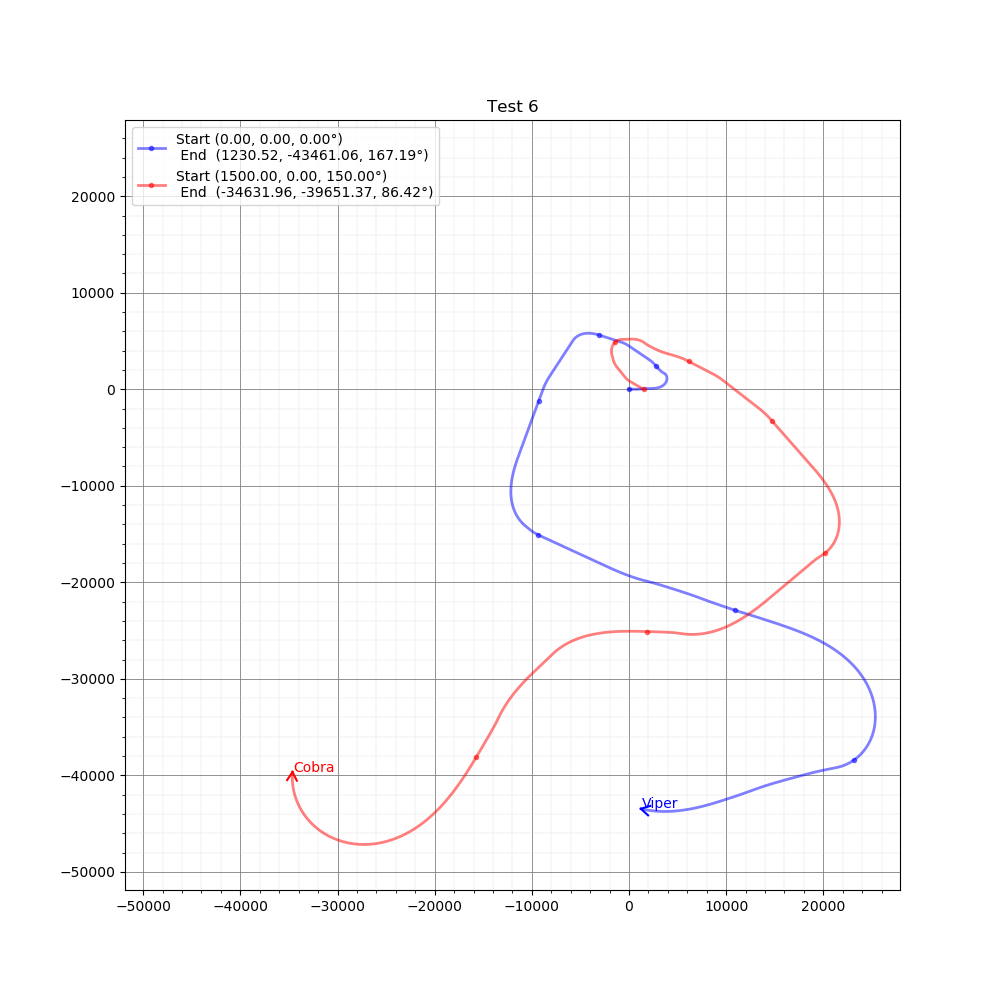 Test 6
Start (0.00, 0.00, 0.00°)
End (1230.52, -43461.06, 167.19°)
Start (1500.00, 0.00, 150.00°)
End (-34631.96, -39651.37, 86.42°)
20000
10000
0
−10000
−20000
−30000
−40000
−50000
Cobra
Viper
−50000 −40000 −30000 −20000 −10000 0 10000 20000